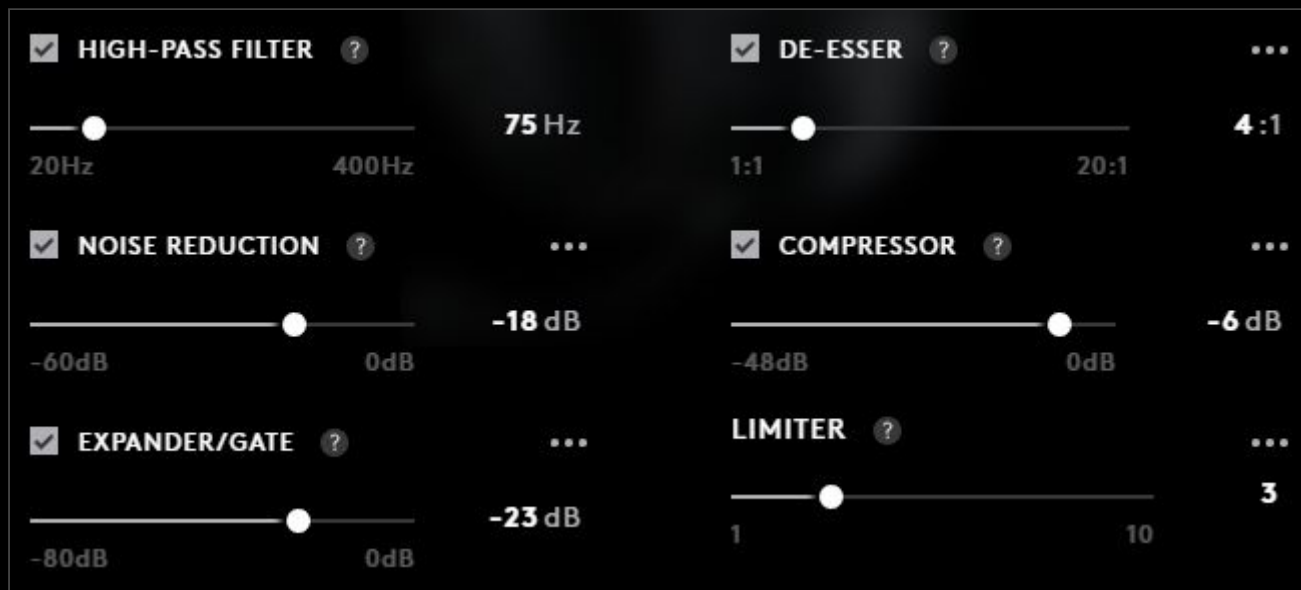 HIGH-PASS FILTER ?
75 Hz
20Hz 400Hz
NOISE REDUCTION ? ...
-18 dB
-60dB 0dB
EXPANDER/GATE ? ...
-23 dB
-80dB 0dB
DE-ESSER ? ...
4 :1
1:1 20:1
COMPRESSOR ? ...
-6 dB
-48dB 0dB
LIMITER ? ...
3
1 10